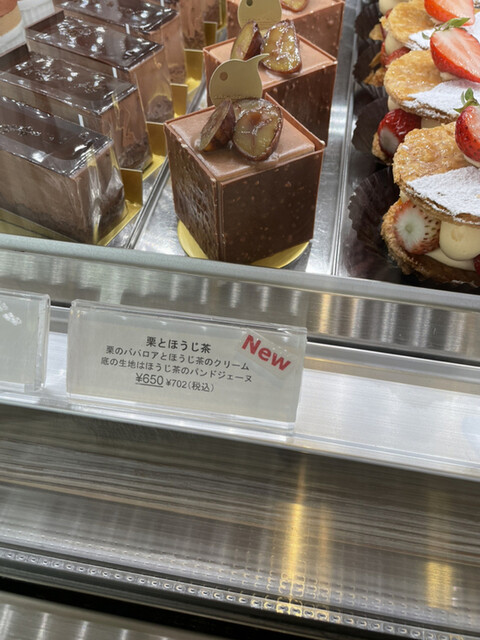 栗とほうじ茶
栗のババロアとほうじ茶のクリーム
底の生地はほうじ茶のパンドジェーヌ
¥650 ¥702(税込)
New